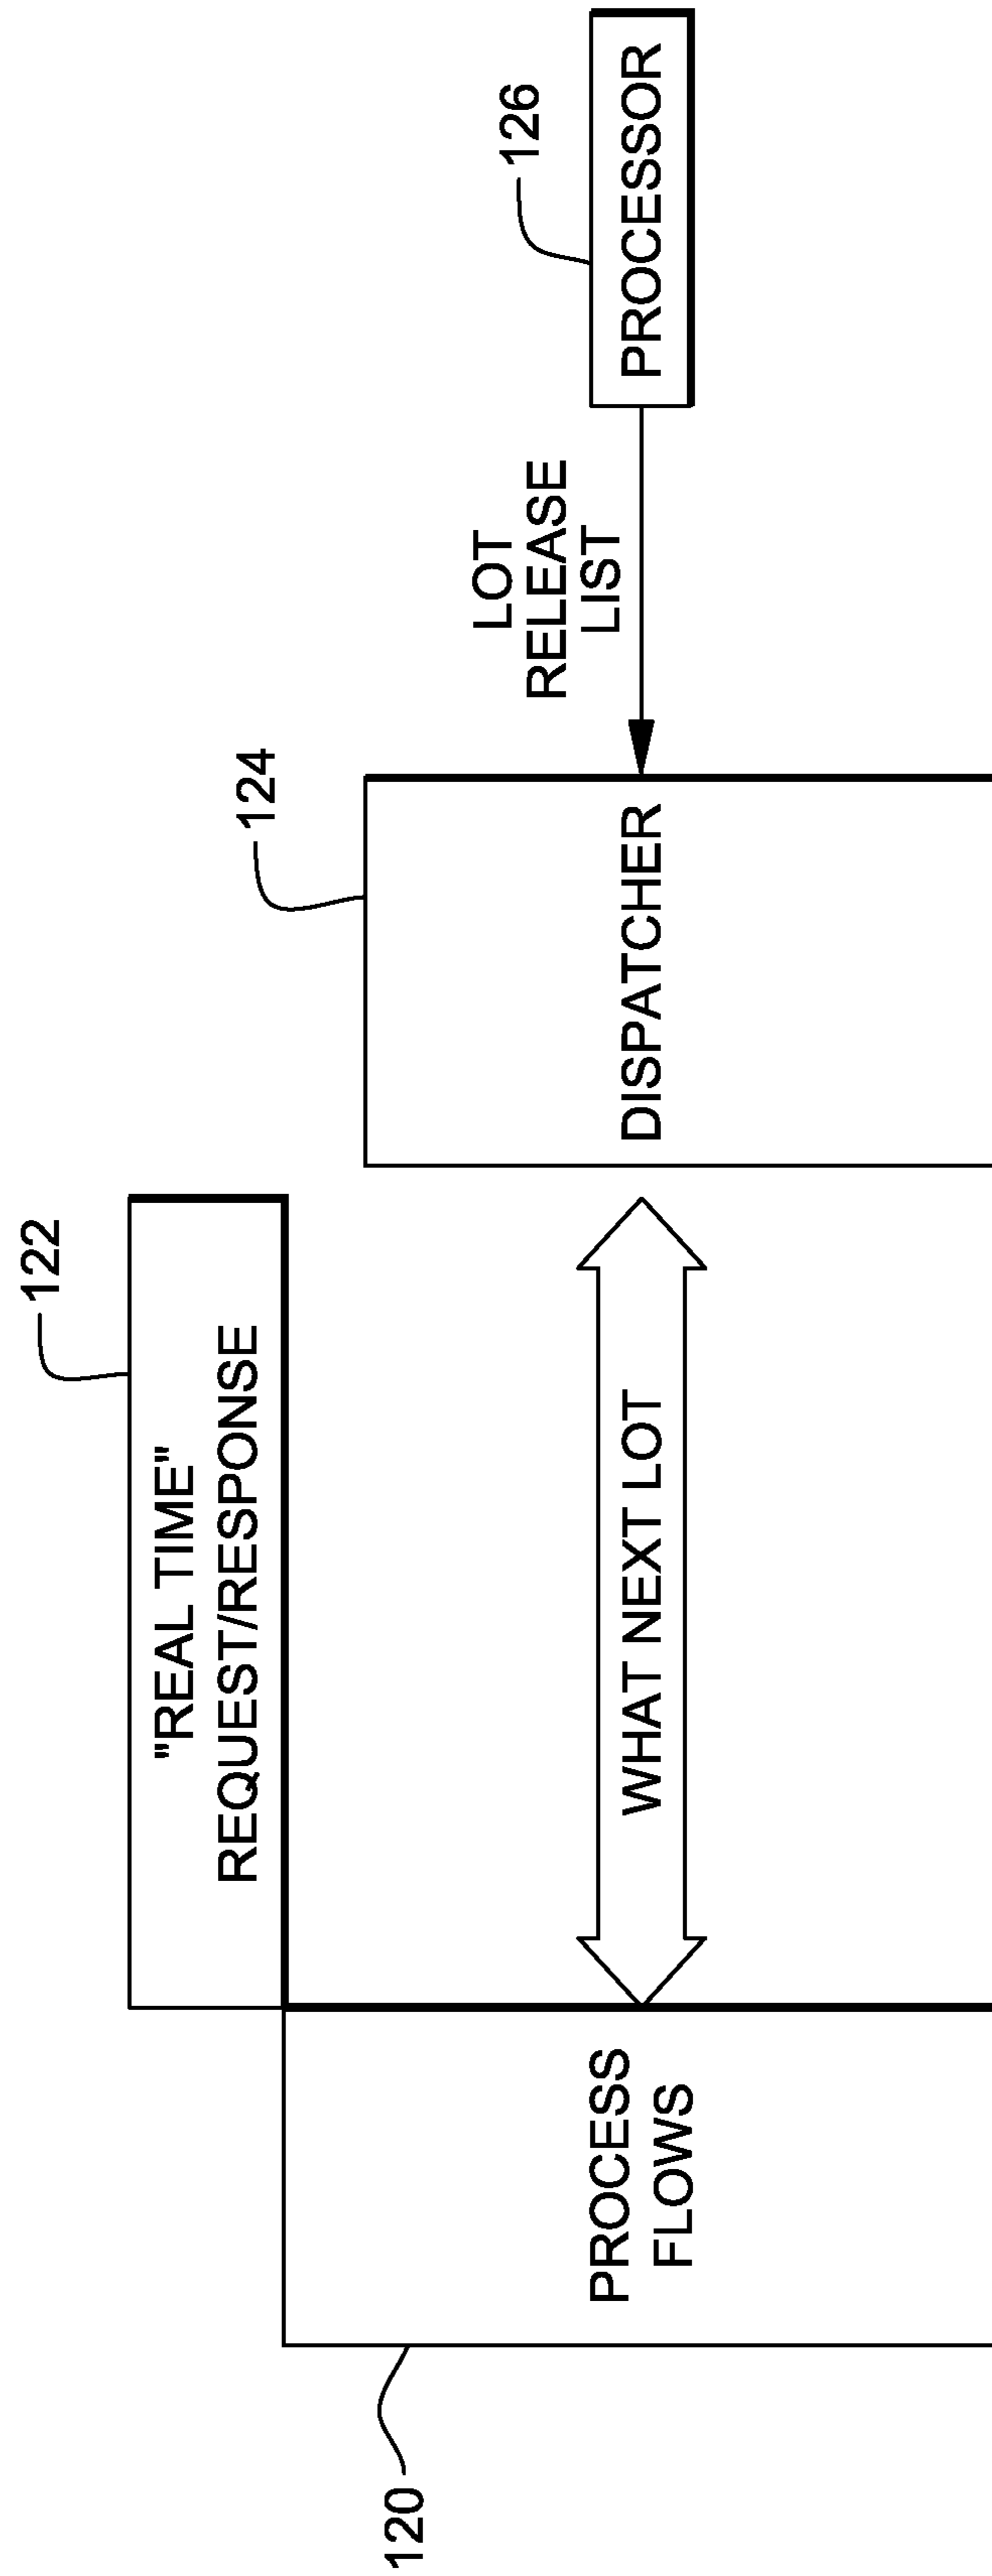 122
"REAL TIME"
REQUEST/RESPONSE
120
PROCESS
FLOWS
WHAT NEXT LOT
124
DISPATCHER
LOT
RELEASE
LIST
126
PROCESSOR